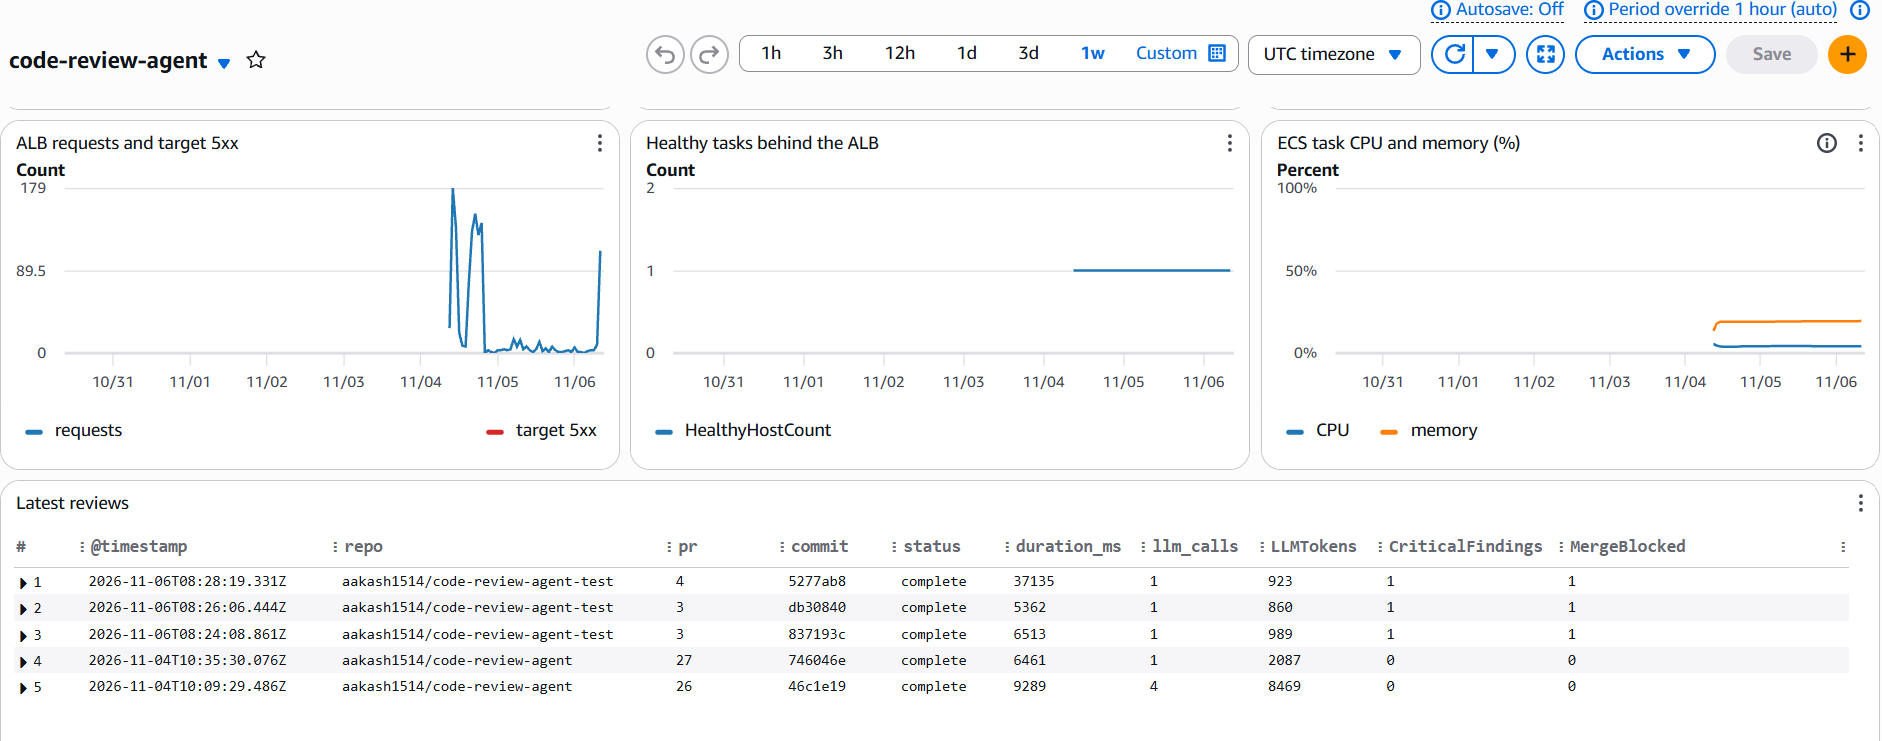 Autosave: Off Period override 1 hour (auto)
code-review-agent
1h 3h 12h 1d 3d 1w Custom UTC timezone Actions Save +
ALB requests and target 5xx
Count
179
89.5
0
10/31 11/01 11/02 11/03 11/04 11/05 11/06
requests target 5xx
Healthy tasks behind the ALB
Count
2
1
0
10/31 11/01 11/02 11/03 11/04 11/05 11/06
HealthyHostCount
ECS task CPU and memory (%)
Percent
100%
50%
0%
10/31 11/01 11/02 11/03 11/04 11/05 11/06
CPU memory
Latest reviews
# @timestamp repo pr commit status duration_ms llm_calls LLMTokens CriticalFindings MergeBlocked
1 2026-11-06T08:28:19.331Z aakash1514/code-review-agent-test 4 5277ab8 complete 37135 1 923 1 1
2 2026-11-06T08:26:06.444Z aakash1514/code-review-agent-test 3 db30840 complete 5362 1 860 1 1
3 2026-11-06T08:24:08.861Z aakash1514/code-review-agent-test 3 837193c complete 6513 1 989 1 1
4 2026-11-04T10:35:30.076Z aakash1514/code-review-agent 27 746046e complete 6461 1 2087 0 0
5 2026-11-04T10:09:29.486Z aakash1514/code-review-agent 26 46c1e19 complete 9289 4 8469 0 0